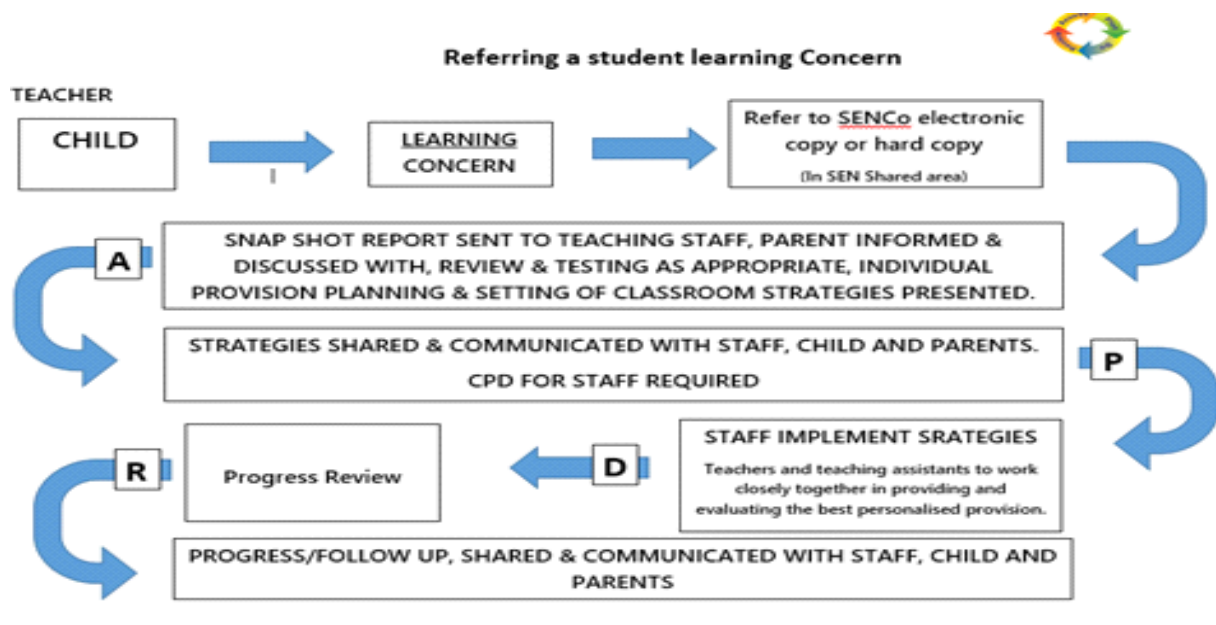 Referring a student learning Concern
TEACHER
CHILD
LEARNING
CONCERN
Refer to SENCo electronic
copy or hard copy
(In SEN Shared area)
A
SNAP SHOT REPORT SENT TO TEACHING STAFF, PARENT INFORMED &
DISCUSSED WITH, REVIEW & TESTING AS APPROPRIATE, INDIVIDUAL
PROVISION PLANNING & SETTING OF CLASSROOM STRATEGIES PRESENTED.
STRATEGIES SHARED & COMMUNICATED WITH STAFF, CHILD AND PARENTS.
CPD FOR STAFF REQUIRED
P
STAFF IMPLEMENT SRATEGIES
Teachers and teaching assistants to work
closely together in providing and
evaluating the best personalised provision.
D
Progress Review
R
PROGRESS/FOLLOW UP, SHARED & COMMUNICATED WITH STAFF, CHILD AND
PARENTS